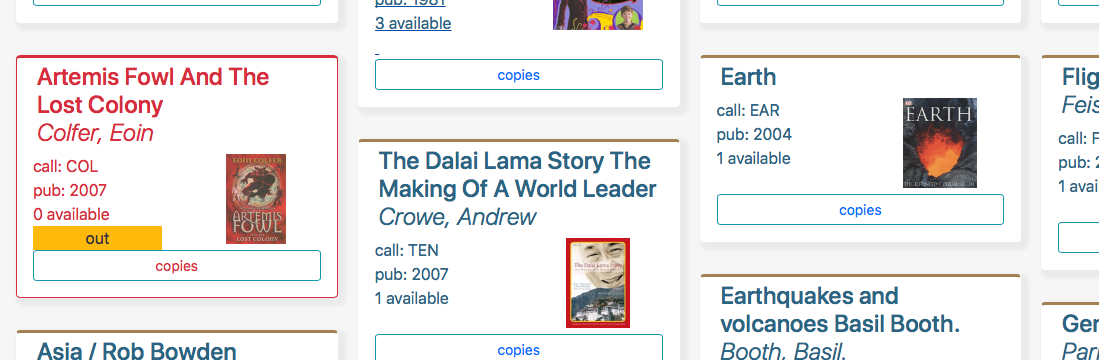 Artemis Fowl And The
Lost Colony
Colfer, Eoin
call: COL
pub: 2007
0 available
EOIN COLFER
ARTEMIS
FOWL
LOST COLONY
out
copies
Asia / Rob Bowden
pub: 1981
3 available
copies
The Dalai Lama Story The
Making Of A World Leader
Crowe, Andrew
call: TEN
pub: 2007
1 available
The Dalai Lama Story
copies
Earth
call: EAR
pub: 2004
1 available
EARTH
copies
Earthquakes and
volcanoes Basil Booth.
Booth, Basil.
Flig
Feis
call: F
pub: 2
1 avai
Ger
Par